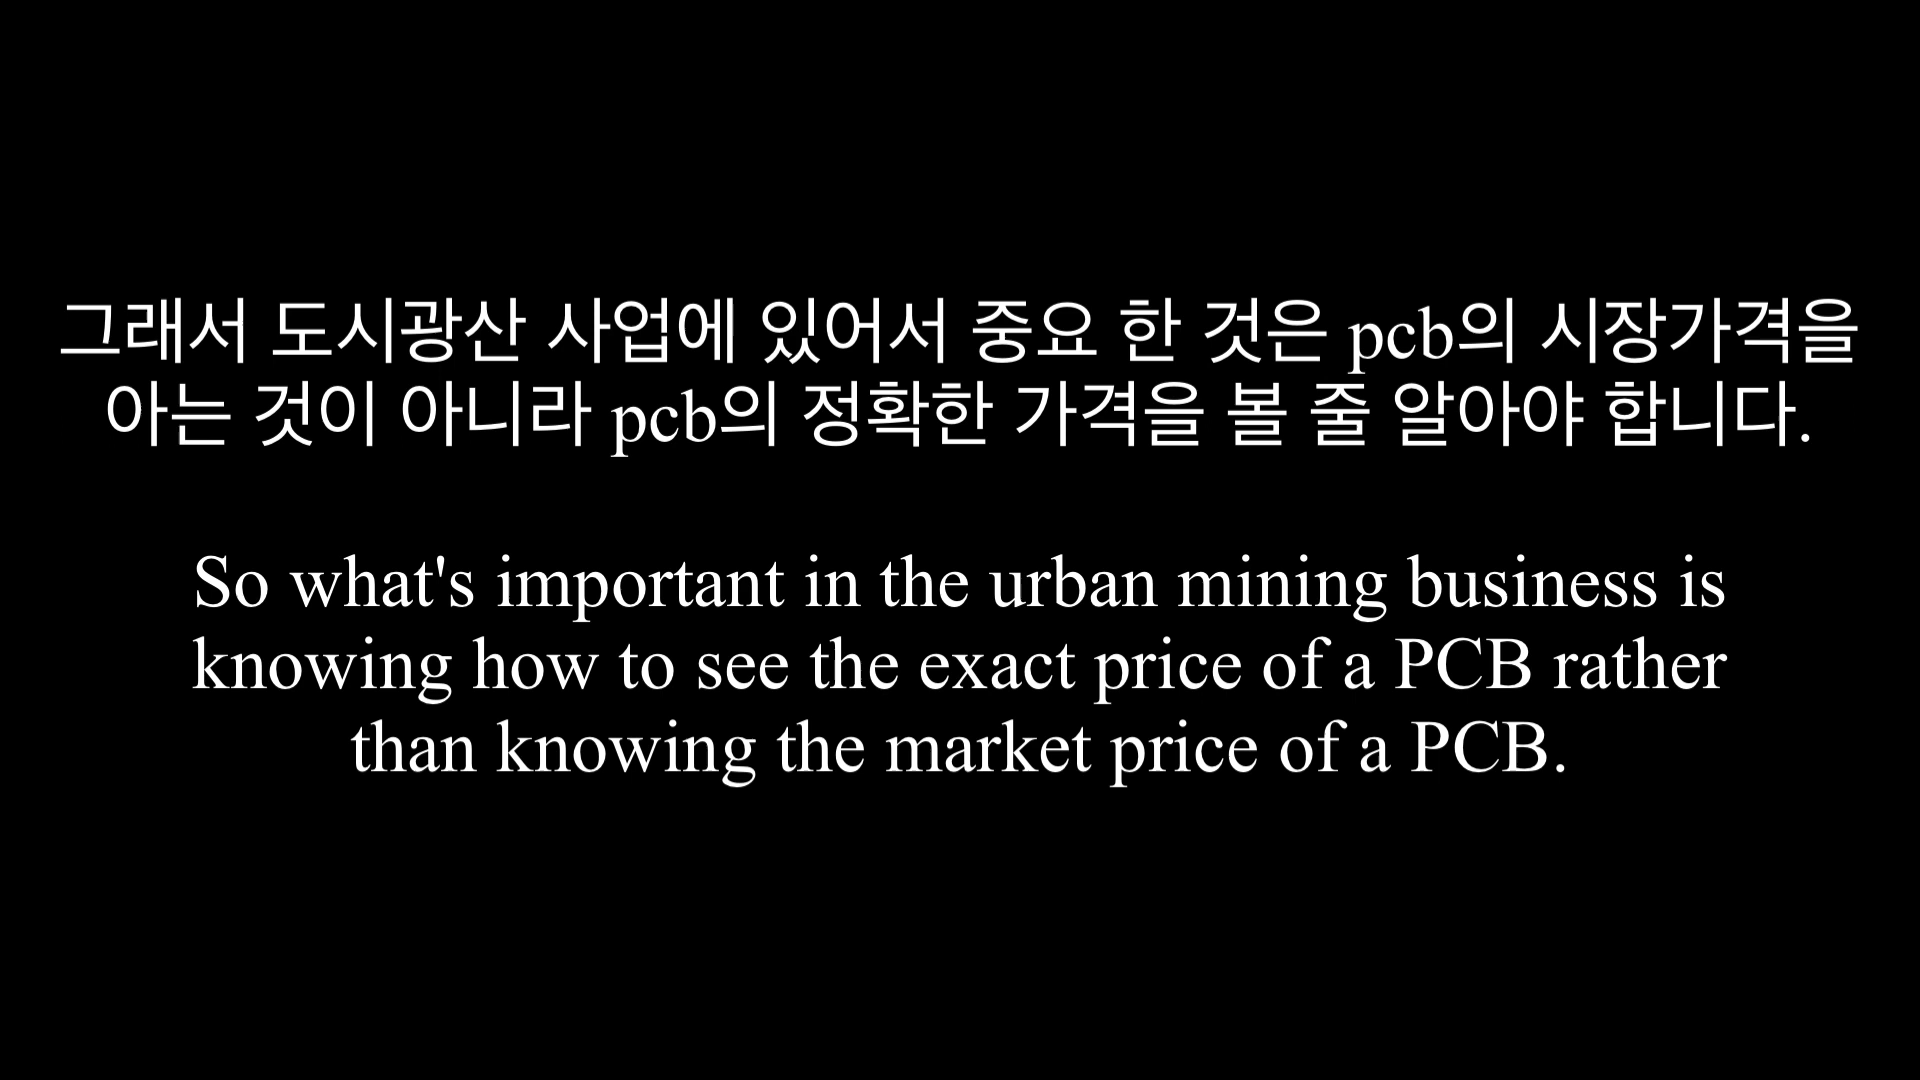 그래서 도시광산 사업에 있어서 중요 한 것은 pcb의 시장가격을
아는 것이 아니라 pcb의 정확한 가격을 볼 줄 알아야 합니다.
So what's important in the urban mining business is
knowing how to see the exact price of a PCB rather
than knowing the market price of a PCB.